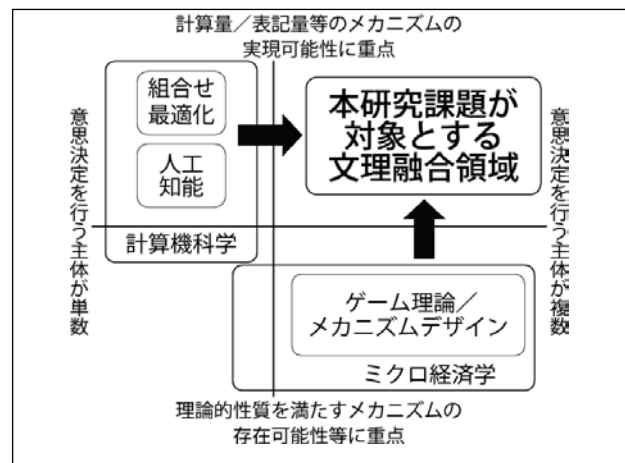 計算量／表記量等のメカニズムの
実現可能性に重点
組合せ
最適化
人工
知能
計算機科学
本研究課題が
対象とする
文理融合領域
意思決定を行う主体が単数
意思決定を行う主体が複数
ゲーム理論／
メカニズムデザイン
ミクロ経済学
理論的性質を満たすメカニズムの
存在可能性等に重点